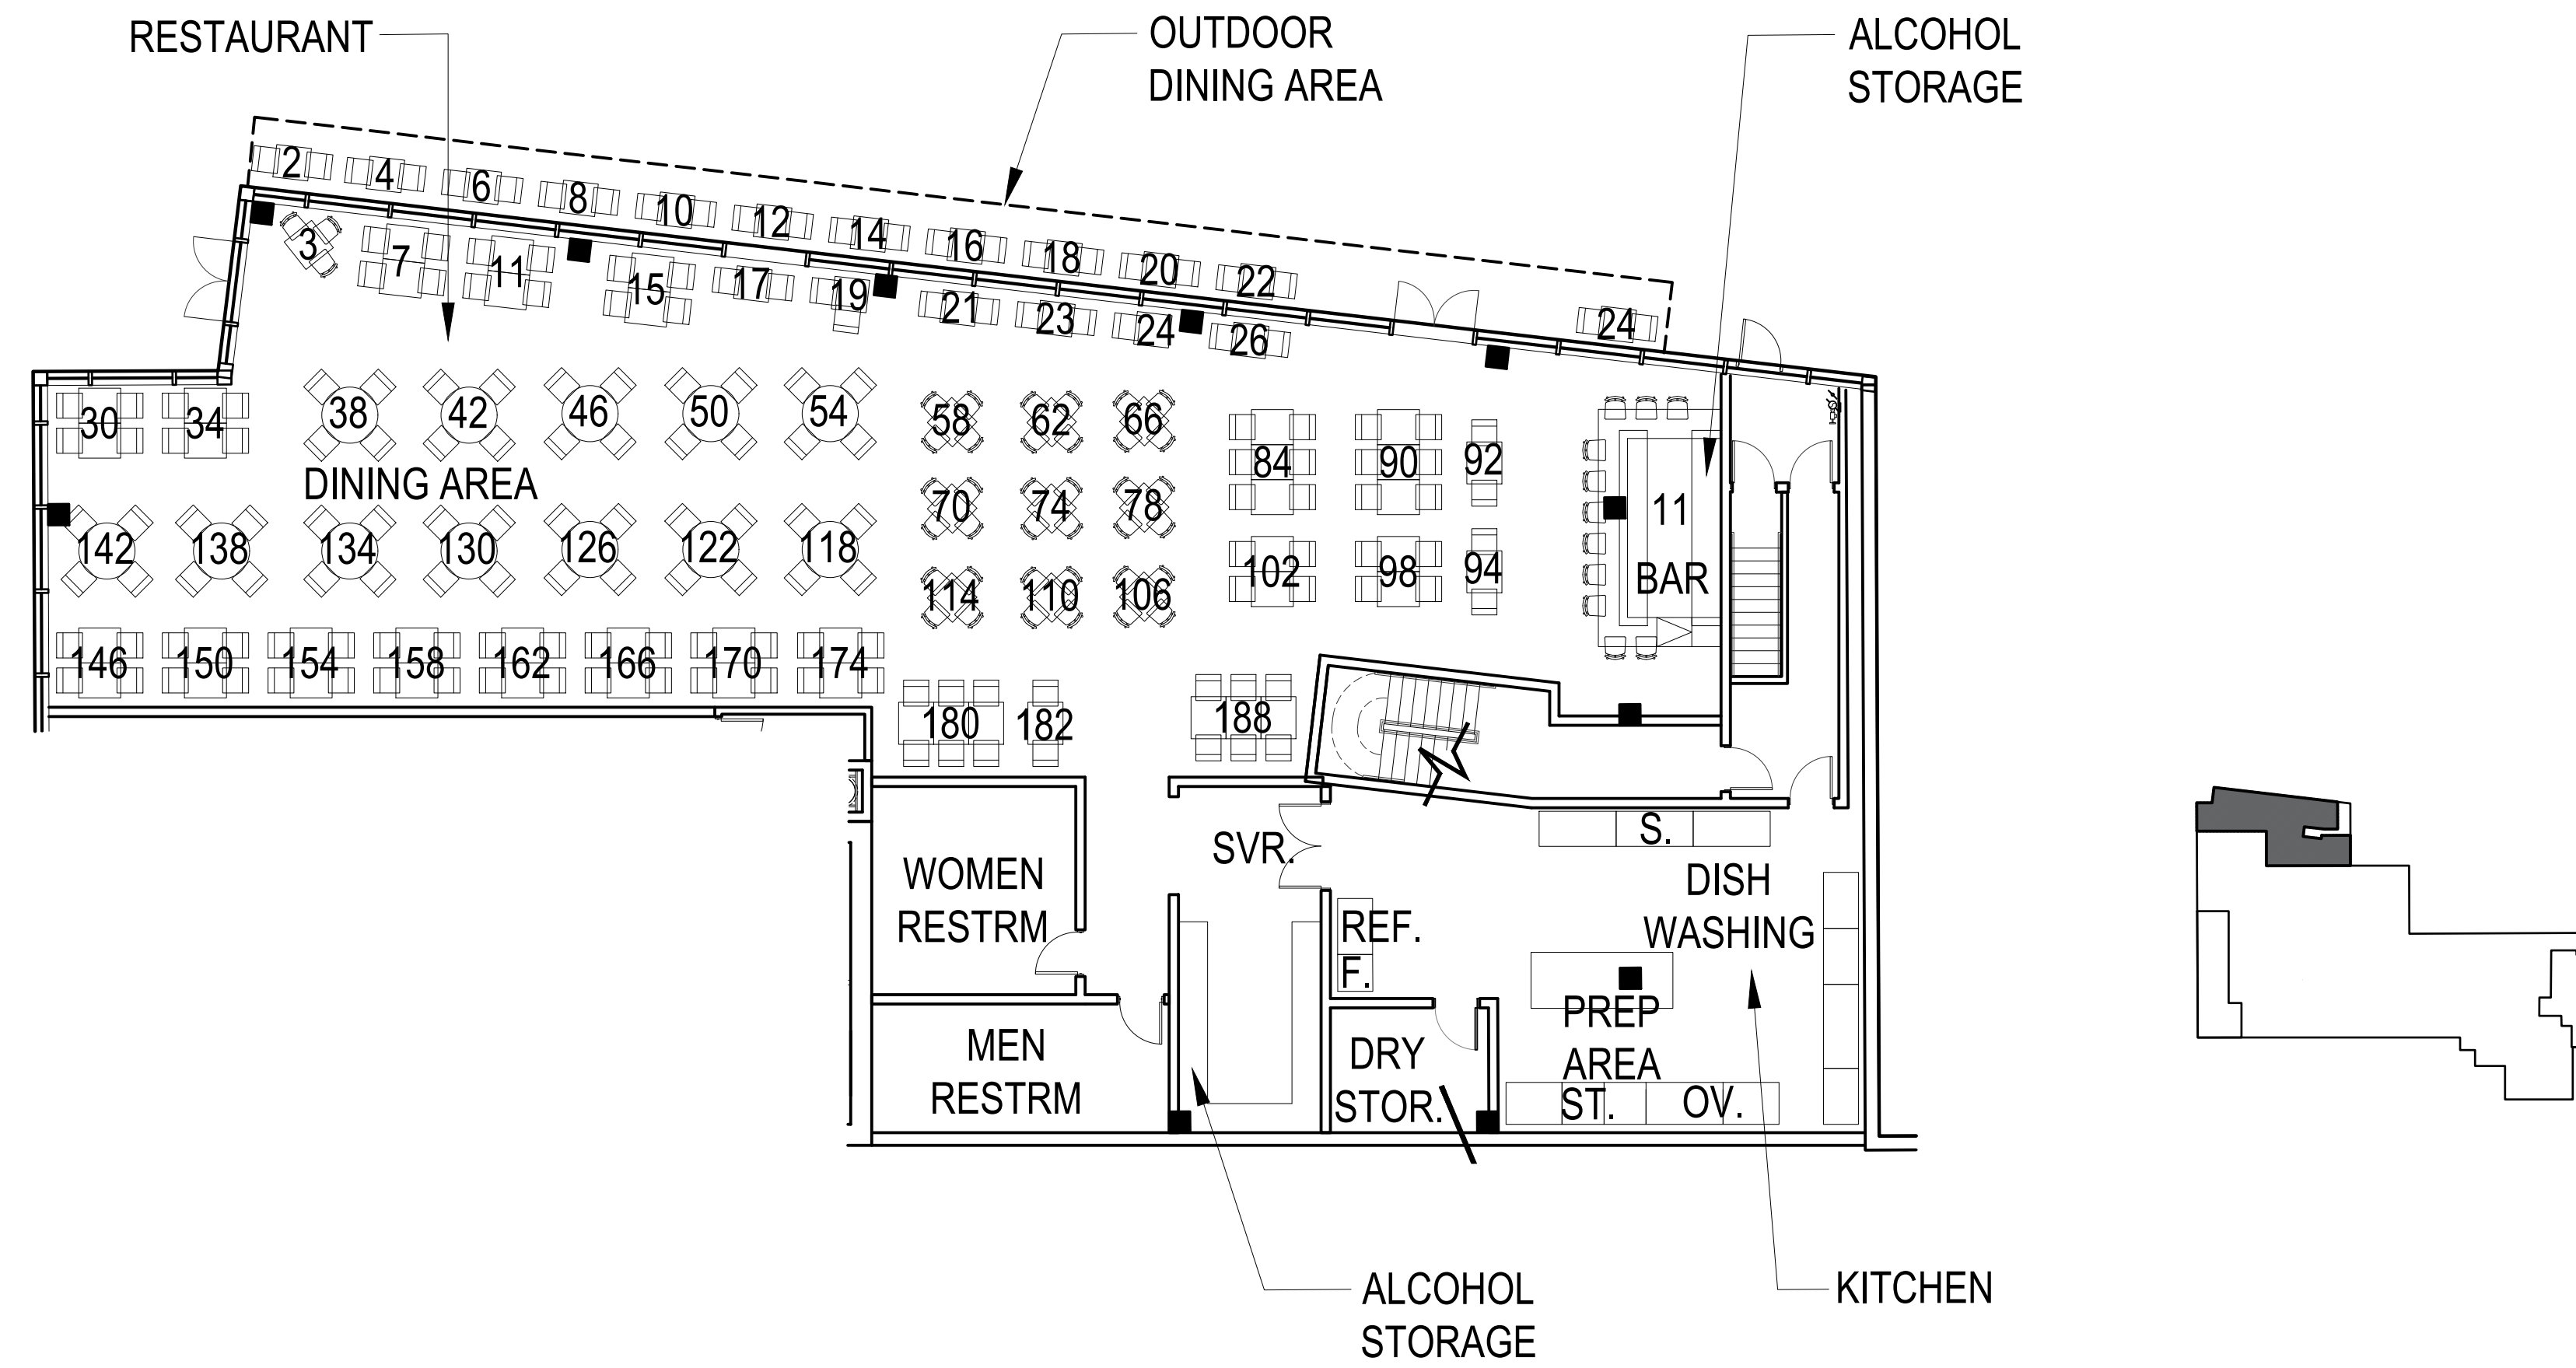 RESTAURANT
OUTDOOR
DINING AREA
ALCOHOL
STORAGE
2 4 6 8 10 12 14 16 18 20 22 24
3 7 11 15 17 19 21 23 24 26
30 34 38 42 46 50 54 58 62 66 84 90 92
DINING AREA
70 74 78 11
142 138 134 130 126 122 118 114 110 106 102 98 94 BAR
146 150 154 158 162 166 170 174
180 182 188
SVR.
S.
WOMEN
RESTRM
REF.
F.
DISH
WASHING
MEN
RESTRM
DRY
STOR.
PREP
AREA
ST. OV.
ALCOHOL
STORAGE
KITCHEN